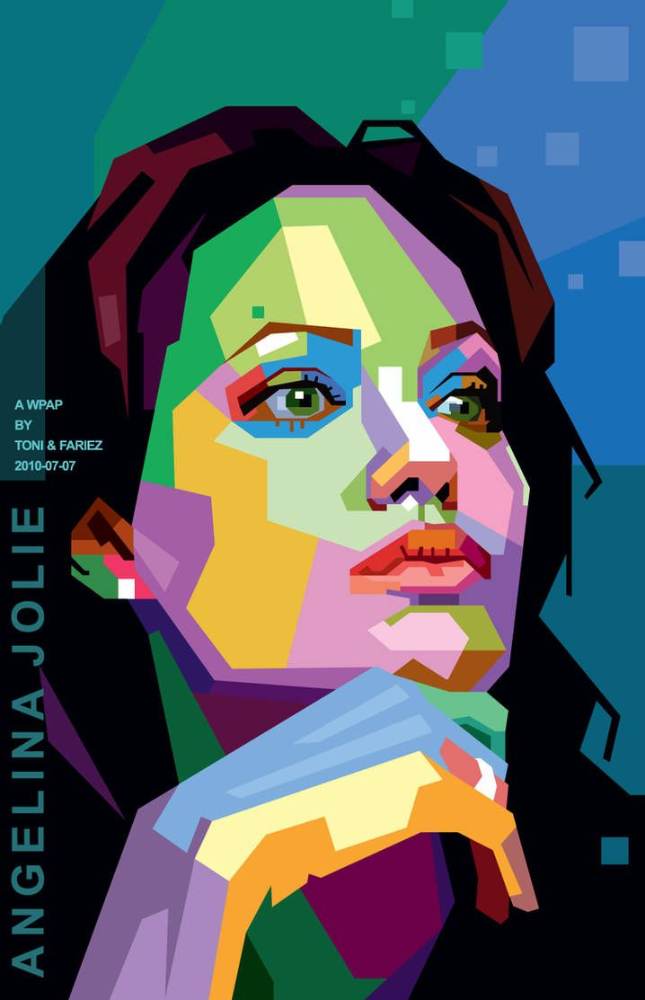 A WPAP
BY
TONI & FARIEZ
2010-07-07
ANGELINA JOLIE